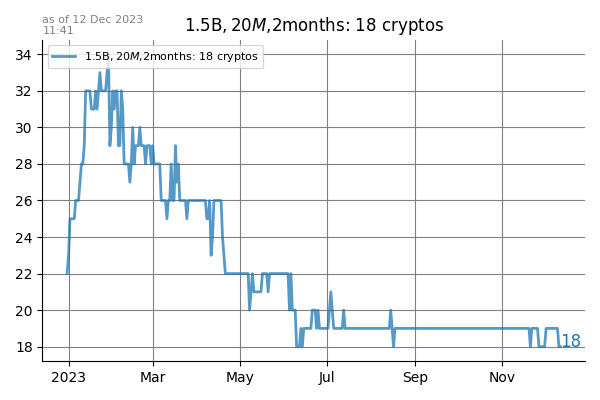 as of 12 Dec 2023
11:41
1.5B, 20M,2months: 18 cryptos
1.5B, 20M,2months: 18 cryptos
34
32
30
28
26
24
22
20
18
18
2023 Mar May Jul Sep Nov